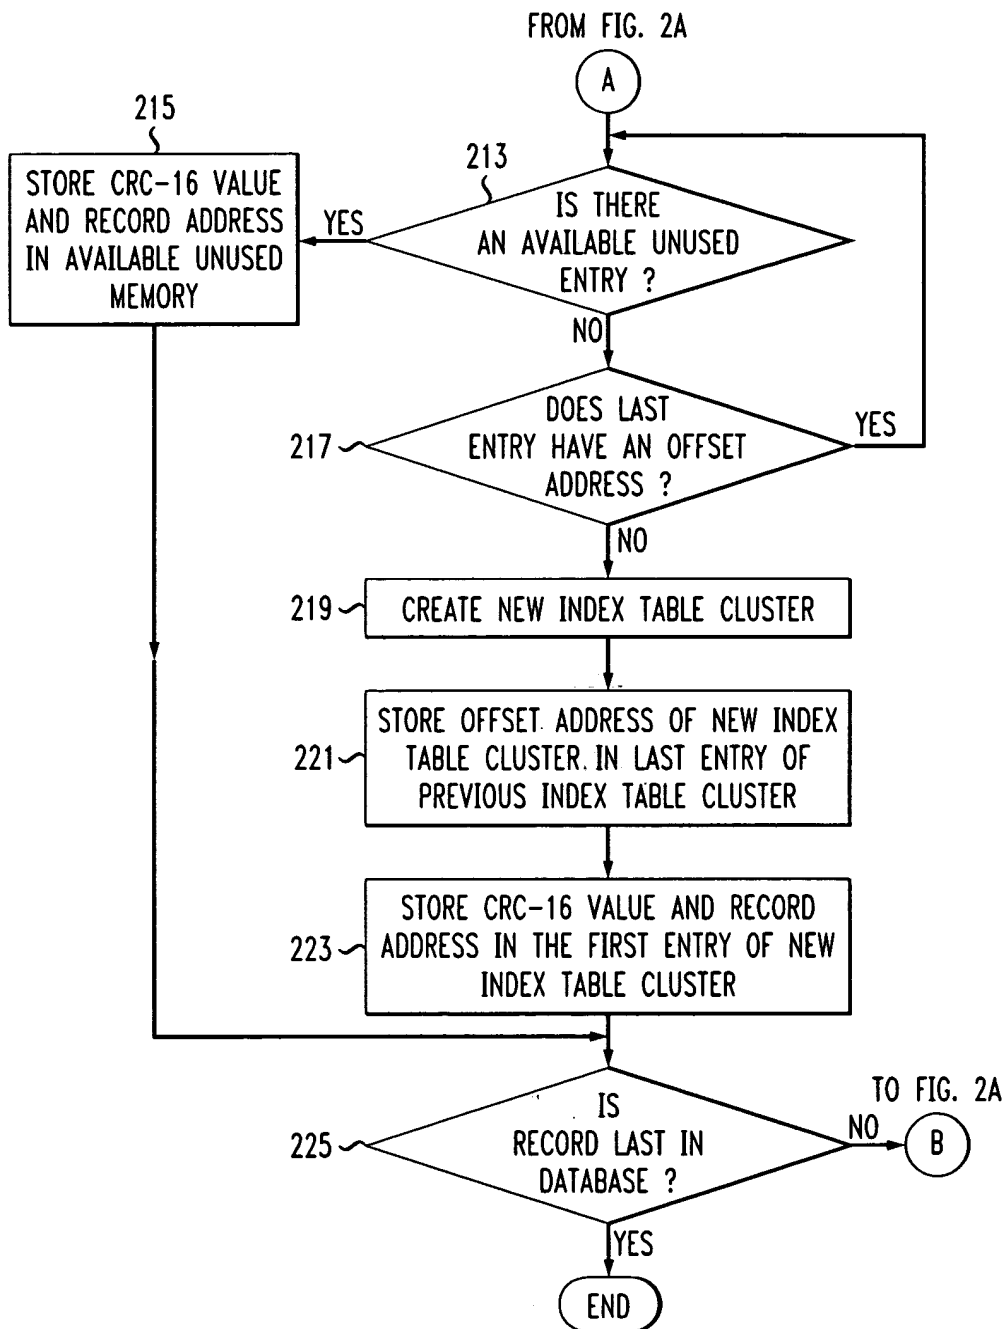 FROM FIG. 2A
A
215
STORE CRC-16 VALUE
AND RECORD ADDRESS
IN AVAILABLE UNUSED
MEMORY
YES
213
IS THERE
AN AVAILABLE UNUSED
ENTRY ?
NO
217
DOES LAST
ENTRY HAVE AN OFFSET
ADDRESS ?
YES
NO
219
CREATE NEW INDEX TABLE CLUSTER
221
STORE OFFSET ADDRESS OF NEW INDEX
TABLE CLUSTER IN LAST ENTRY OF
PREVIOUS INDEX TABLE CLUSTER
223
STORE CRC-16 VALUE AND RECORD
ADDRESS IN THE FIRST ENTRY OF NEW
INDEX TABLE CLUSTER
225
IS
RECORD LAST IN
DATABASE ?
NO
TO FIG. 2A
B
YES
END